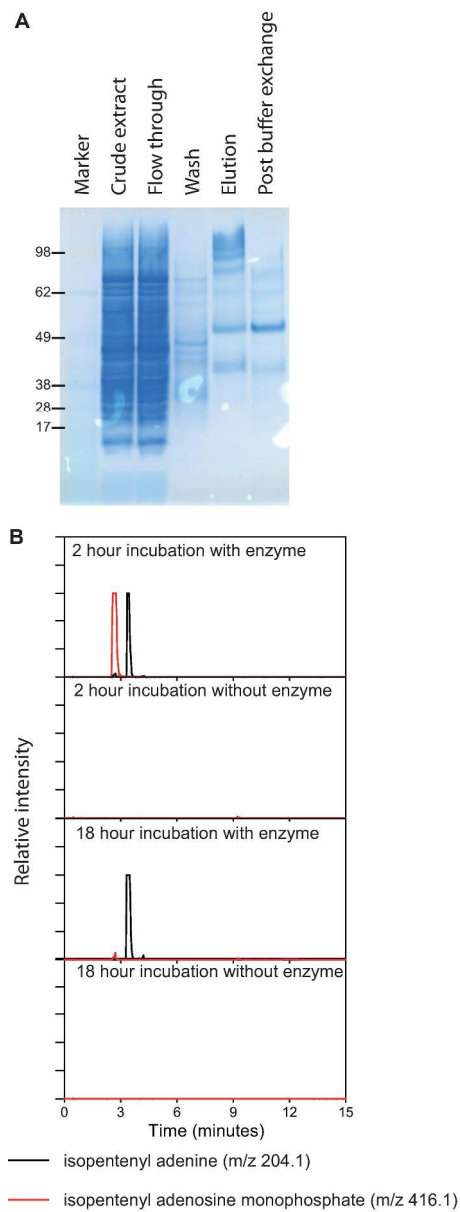 A
Marker
Crude extract
Flow through
Wash
Elution
Post buffer exchange
98
62
49
38
28
17
B
2 hour incubation with enzyme
2 hour incubation without enzyme
18 hour incubation with enzyme
18 hour incubation without enzyme
Relative intensity
0 3 6 9 12 15
Time (minutes)
isopentenyl adenine (m/z 204.1)
isopentenyl adenosine monophosphate (m/z 416.1)